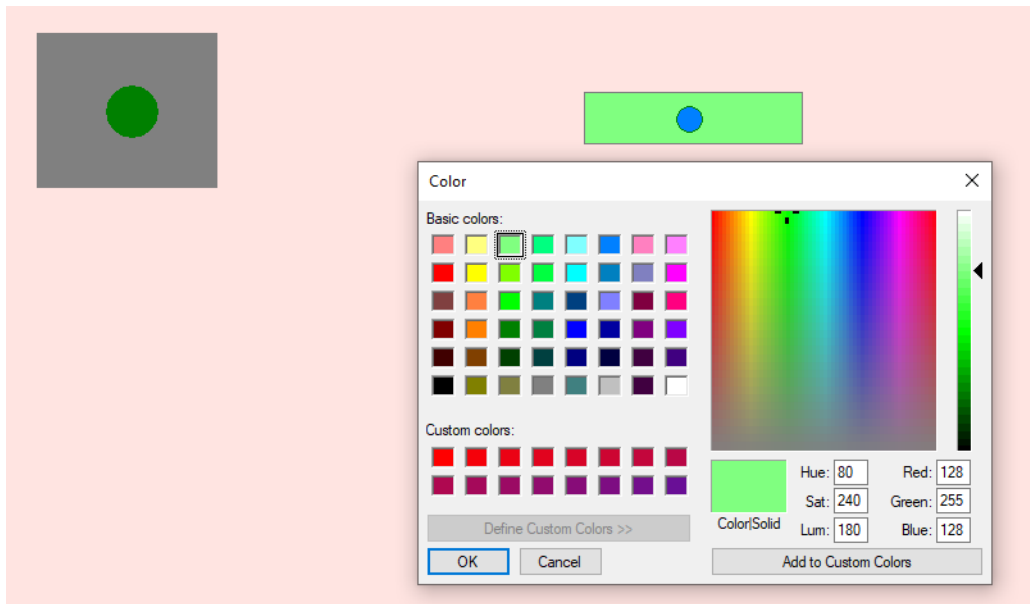 Color
Basic colors:
Custom colors:
Define Custom Colors >>
OK Cancel
Color|Solid
Hue: 80 Red: 128
Sat: 240 Green: 255
Lum: 180 Blue: 128
Add to Custom Colors